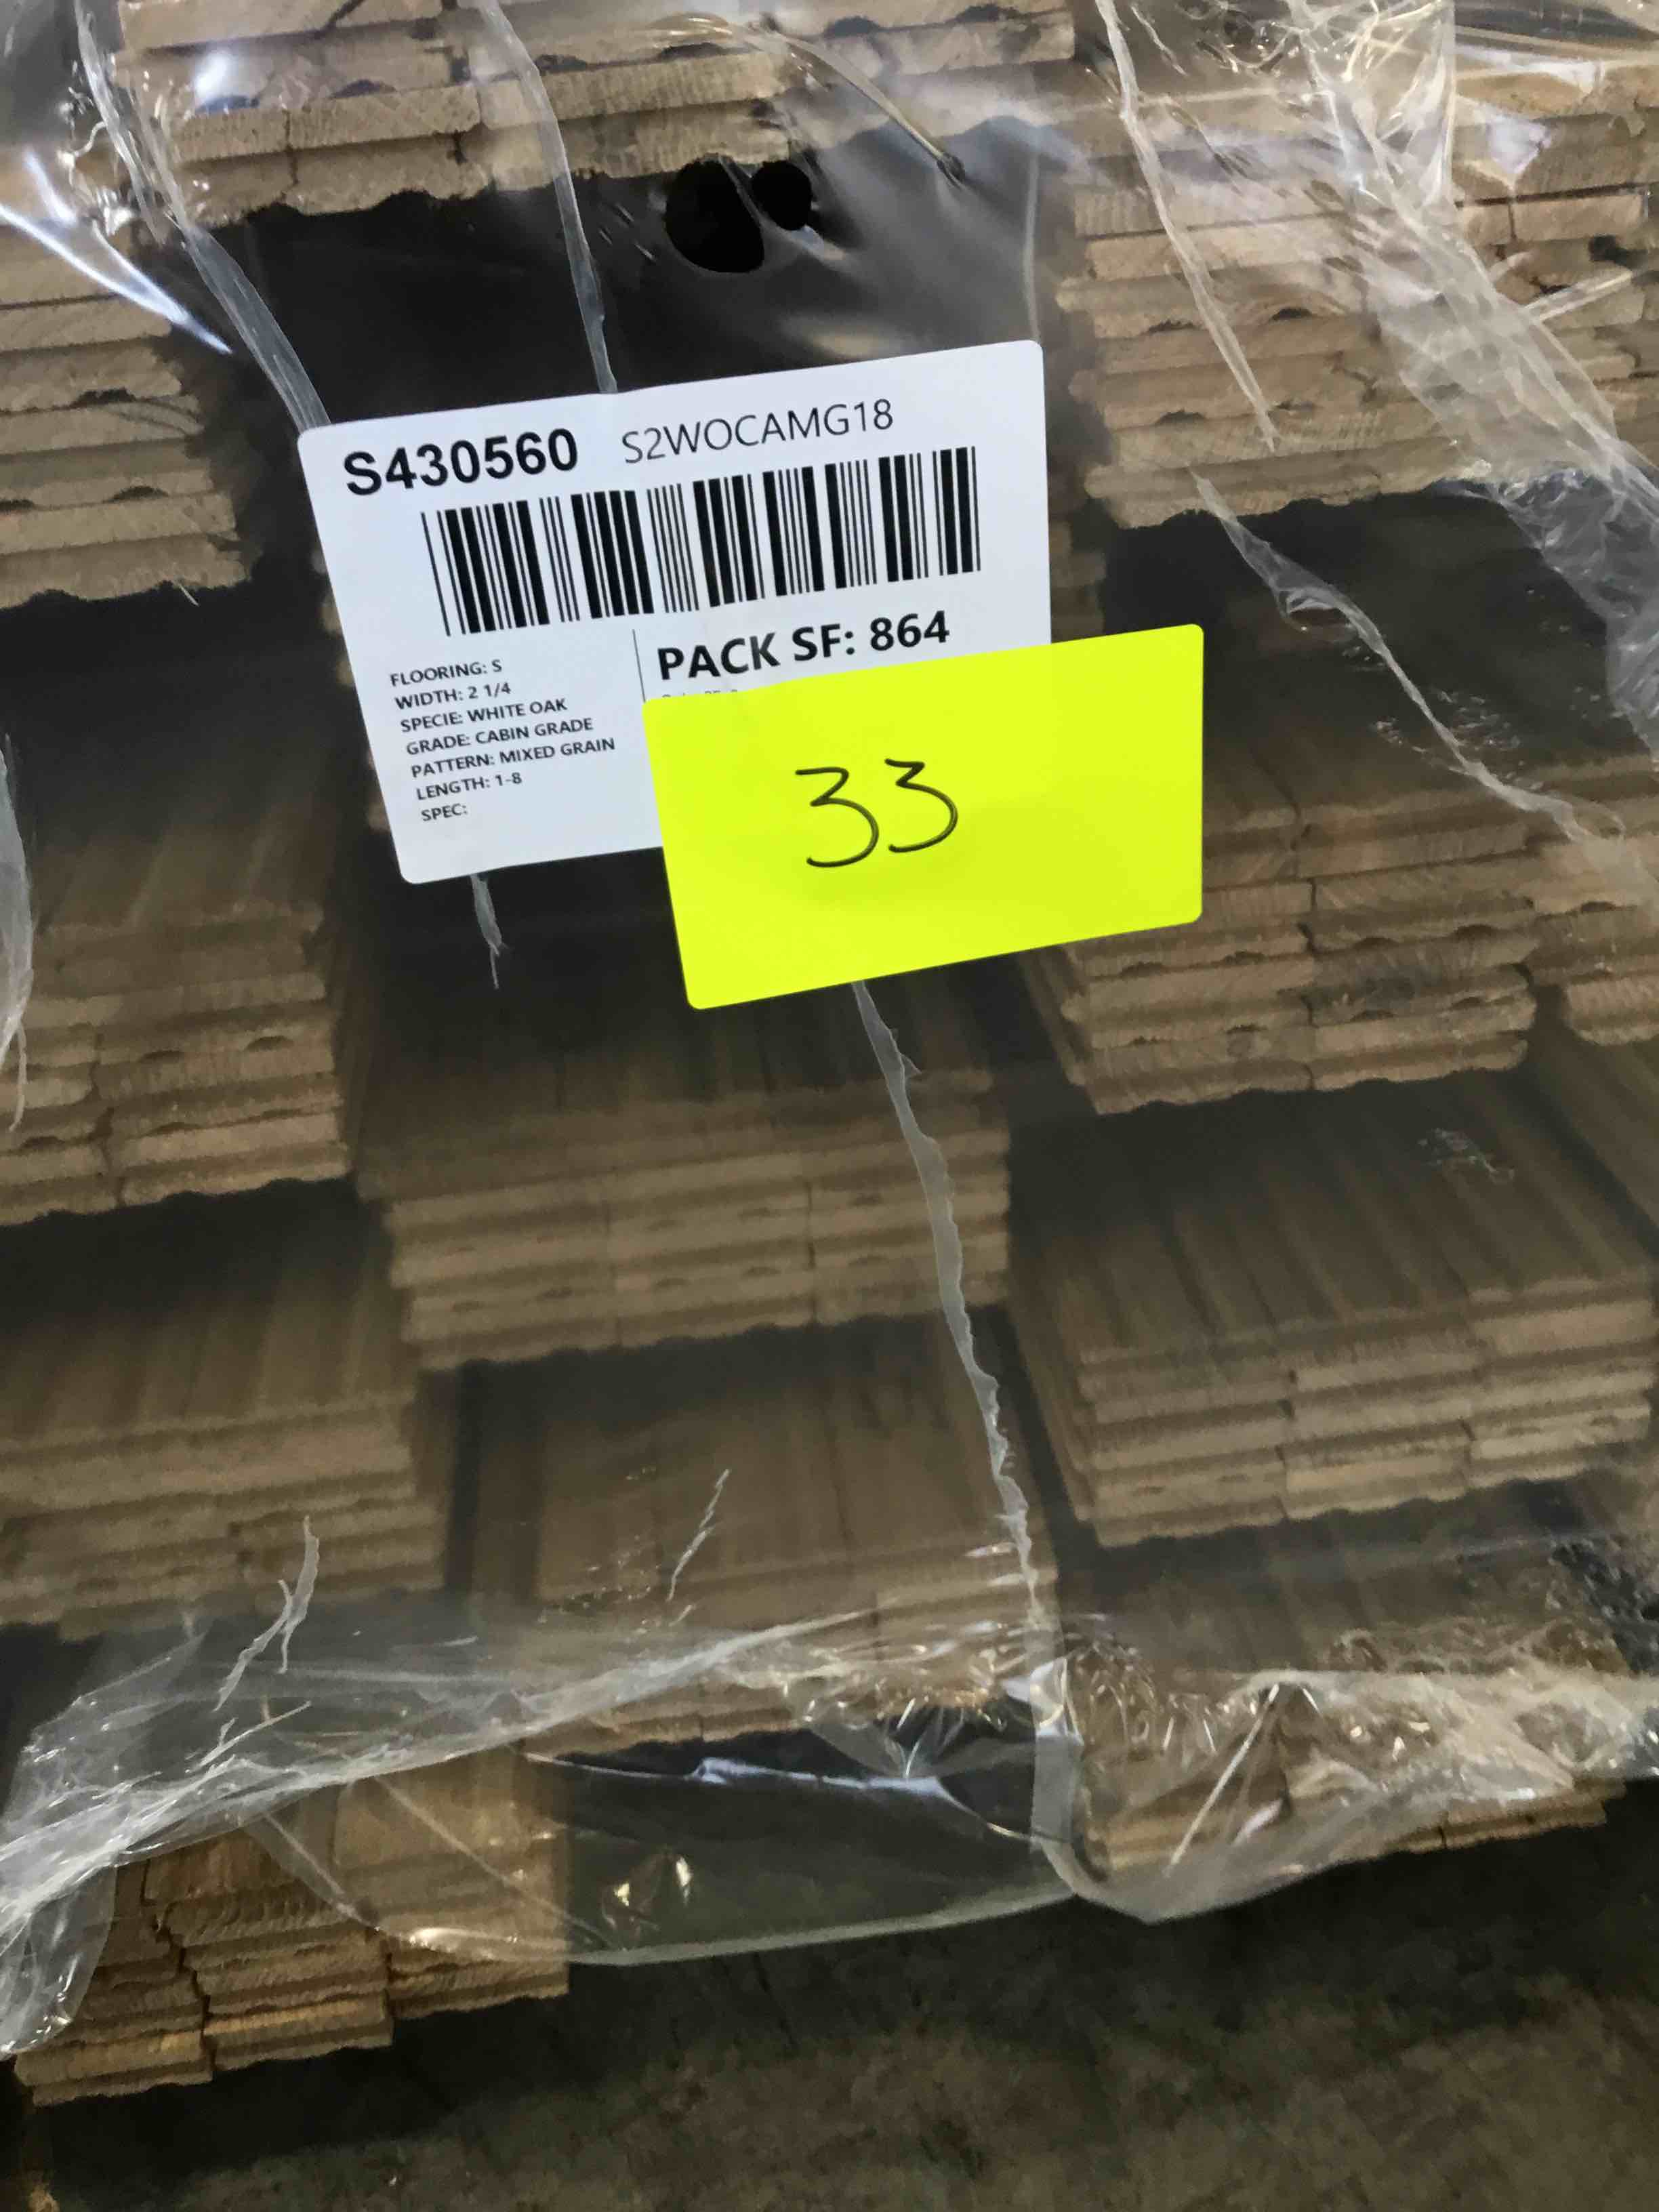 S430560 S2WOCAMG18
FLOORING: S
WIDTH: 2 1/4
SPECIE: WHITE OAK
GRADE: CABIN GRADE
PATTERN: MIXED GRAIN
LENGTH: 1-8
SPEC:
PACK SF: 864
33